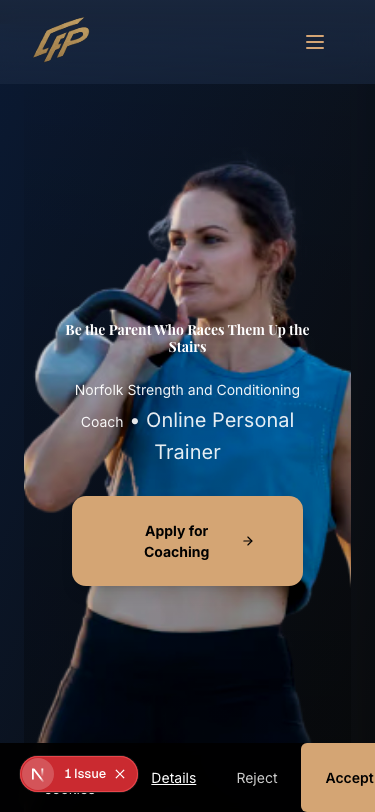 LFP
Be the Parent Who Races Them Up the
Stairs
Norfolk Strength and Conditioning
Coach • Online Personal
Trainer
Apply for
Coaching
N 1 Issue
Details
Reject
Accept